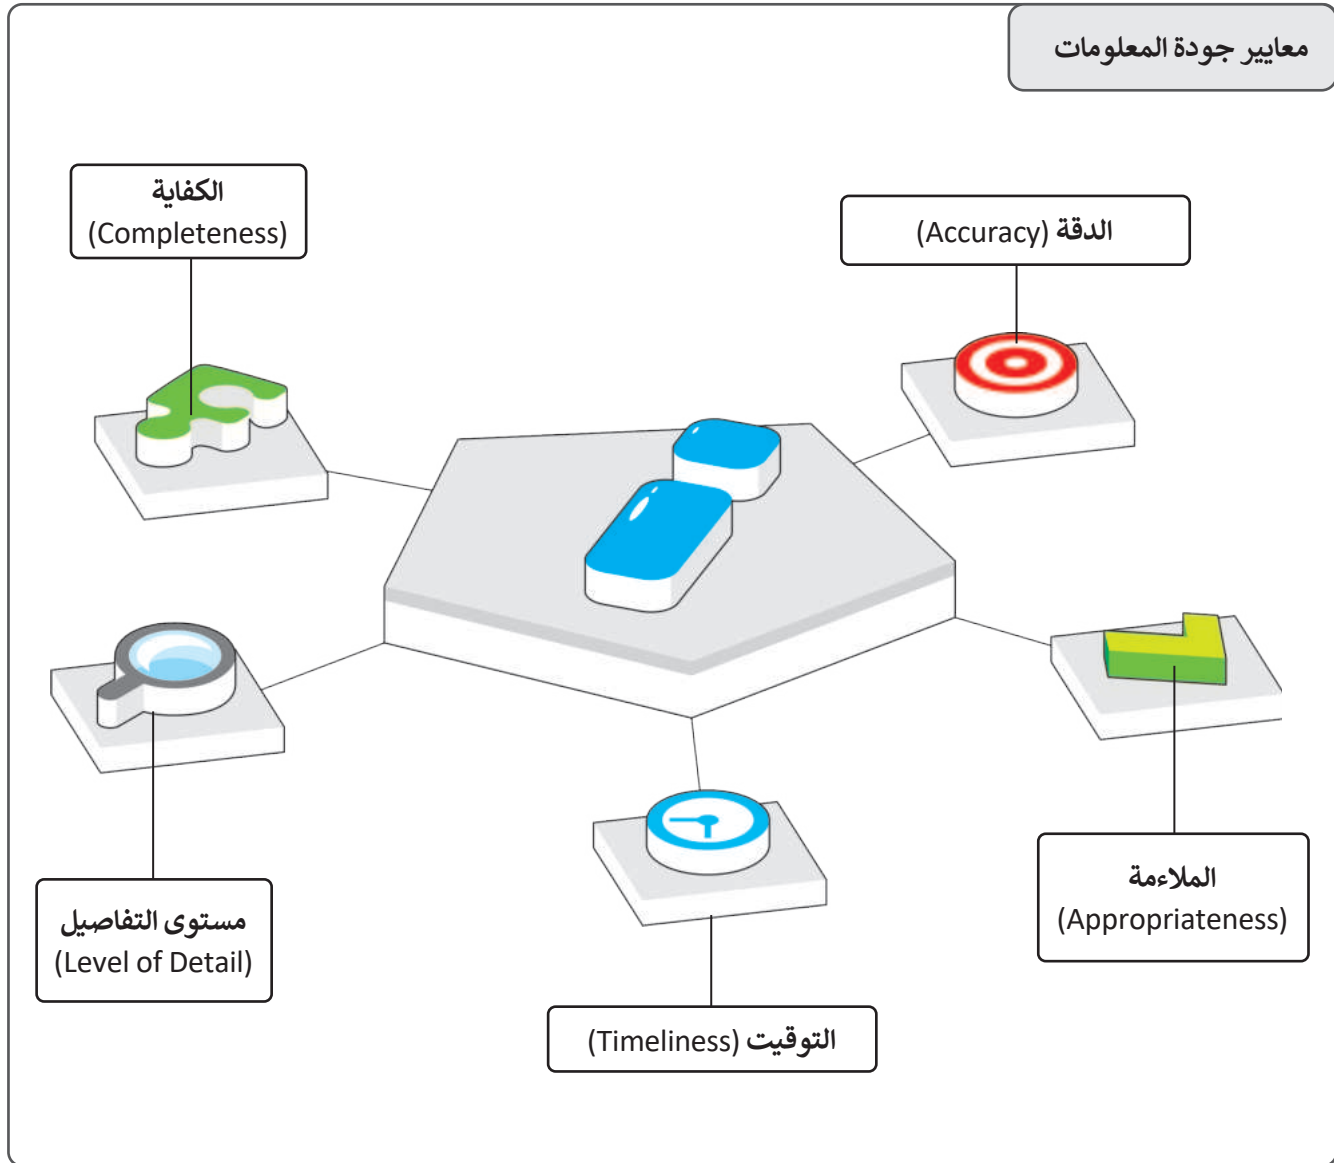 معايير جودة المعلومات
الدقة (Accuracy)
الكفاية
(Completeness)
الملاءمة
(Appropriateness)
مستوى التفاصيل
(Level of Detail)
التوقيت (Timeliness)